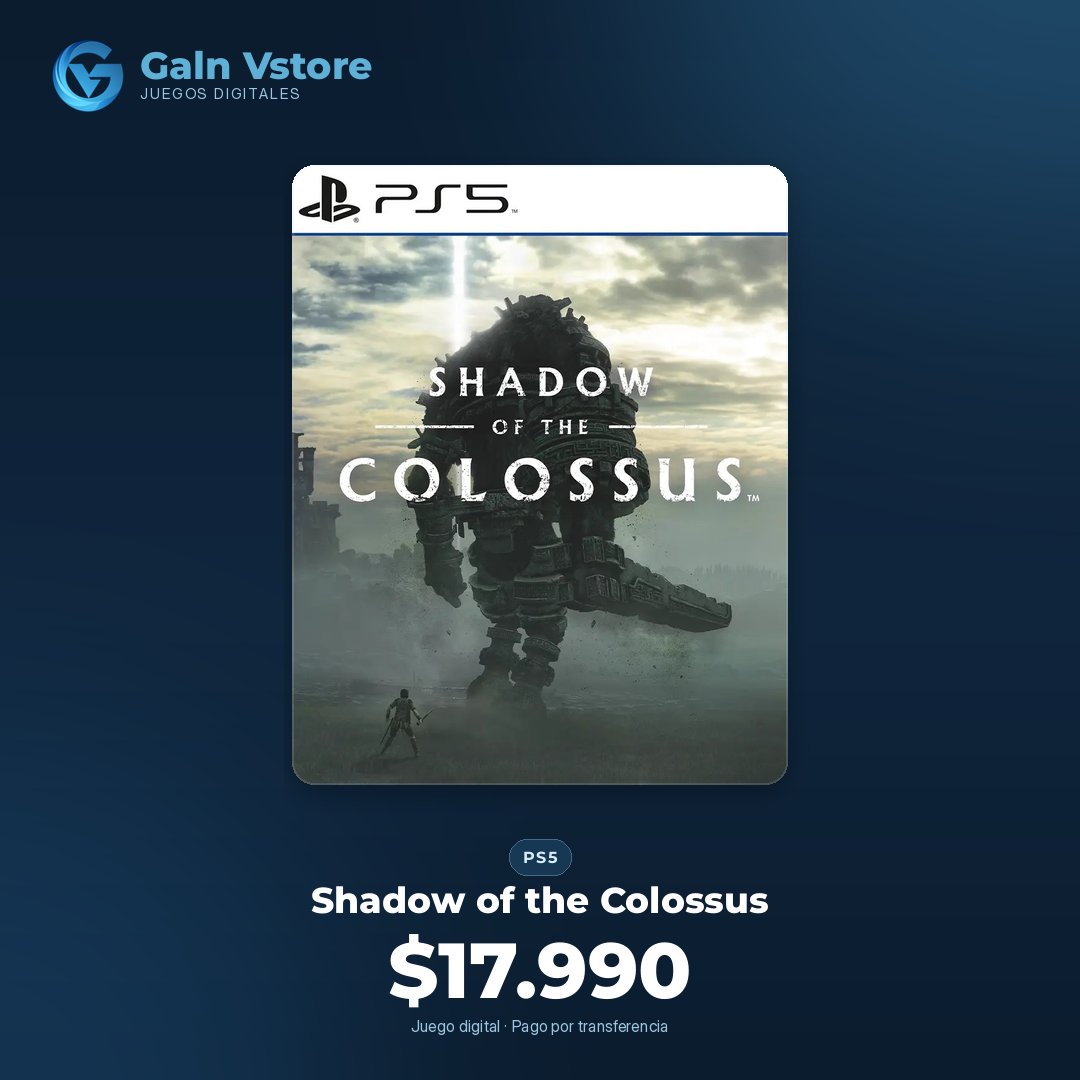 Galn Vstore
JUEGOS DIGITALES
PS5
SHADOW
OF THE
COLOSSUS™
PS5
Shadow of the Colossus
$17.990
Juego digital · Pago por transferencia